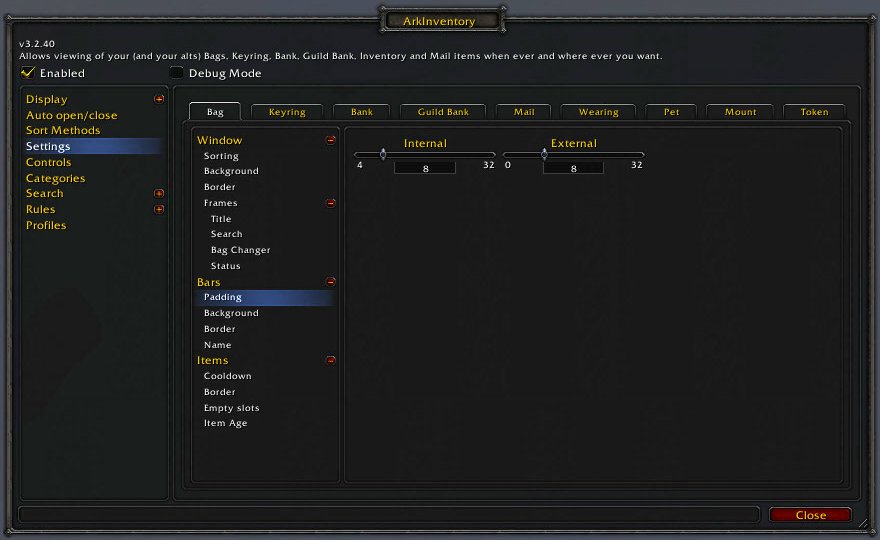 ArkInventory
v3.2.40
Allows viewing of your (and your alts) Bags, Keyring, Bank, Guild Bank, Inventory and Mail items when ever and where ever you want.
Enabled
Debug Mode
Display
Auto open/close
Sort Methods
Settings
Controls
Categories
Search
Rules
Profiles
Bag
Keyring
Bank
Guild Bank
Mail
Wearing
Pet
Mount
Token
Window
Sorting
Background
Border
Frames
Title
Search
Bag Changer
Status
Bars
Padding
Background
Border
Name
Items
Cooldown
Border
Empty slots
Item Age
Internal
4
8
32
External
0
8
32
Close